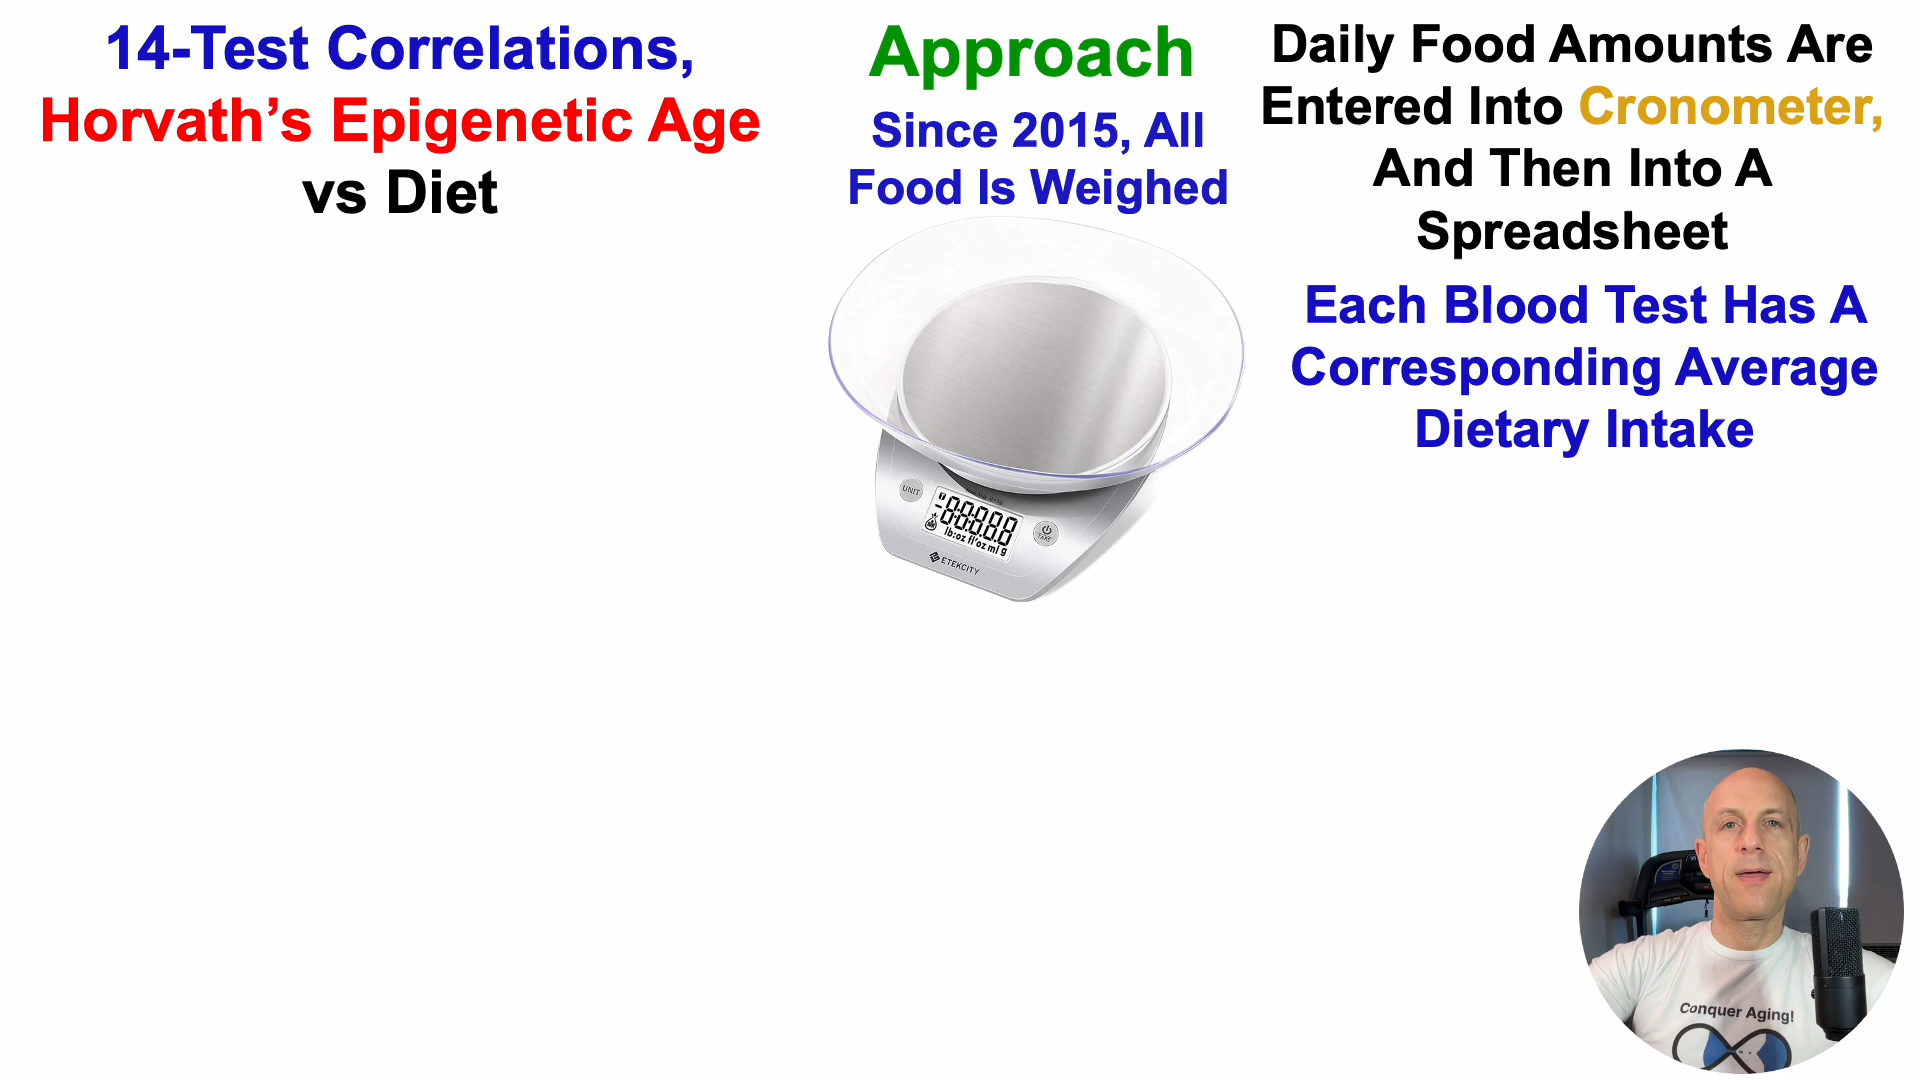 14-Test Correlations,
Horvath’s Epigenetic Age
vs Diet
Approach
Since 2015, All
Food Is Weighed
Daily Food Amounts Are
Entered Into Cronometer,
And Then Into A
Spreadsheet
Each Blood Test Has A
Corresponding Average
Dietary Intake
UNIT
lb:oz fl'oz ml g
TARE
ETEKCITY
Conquer Aging!